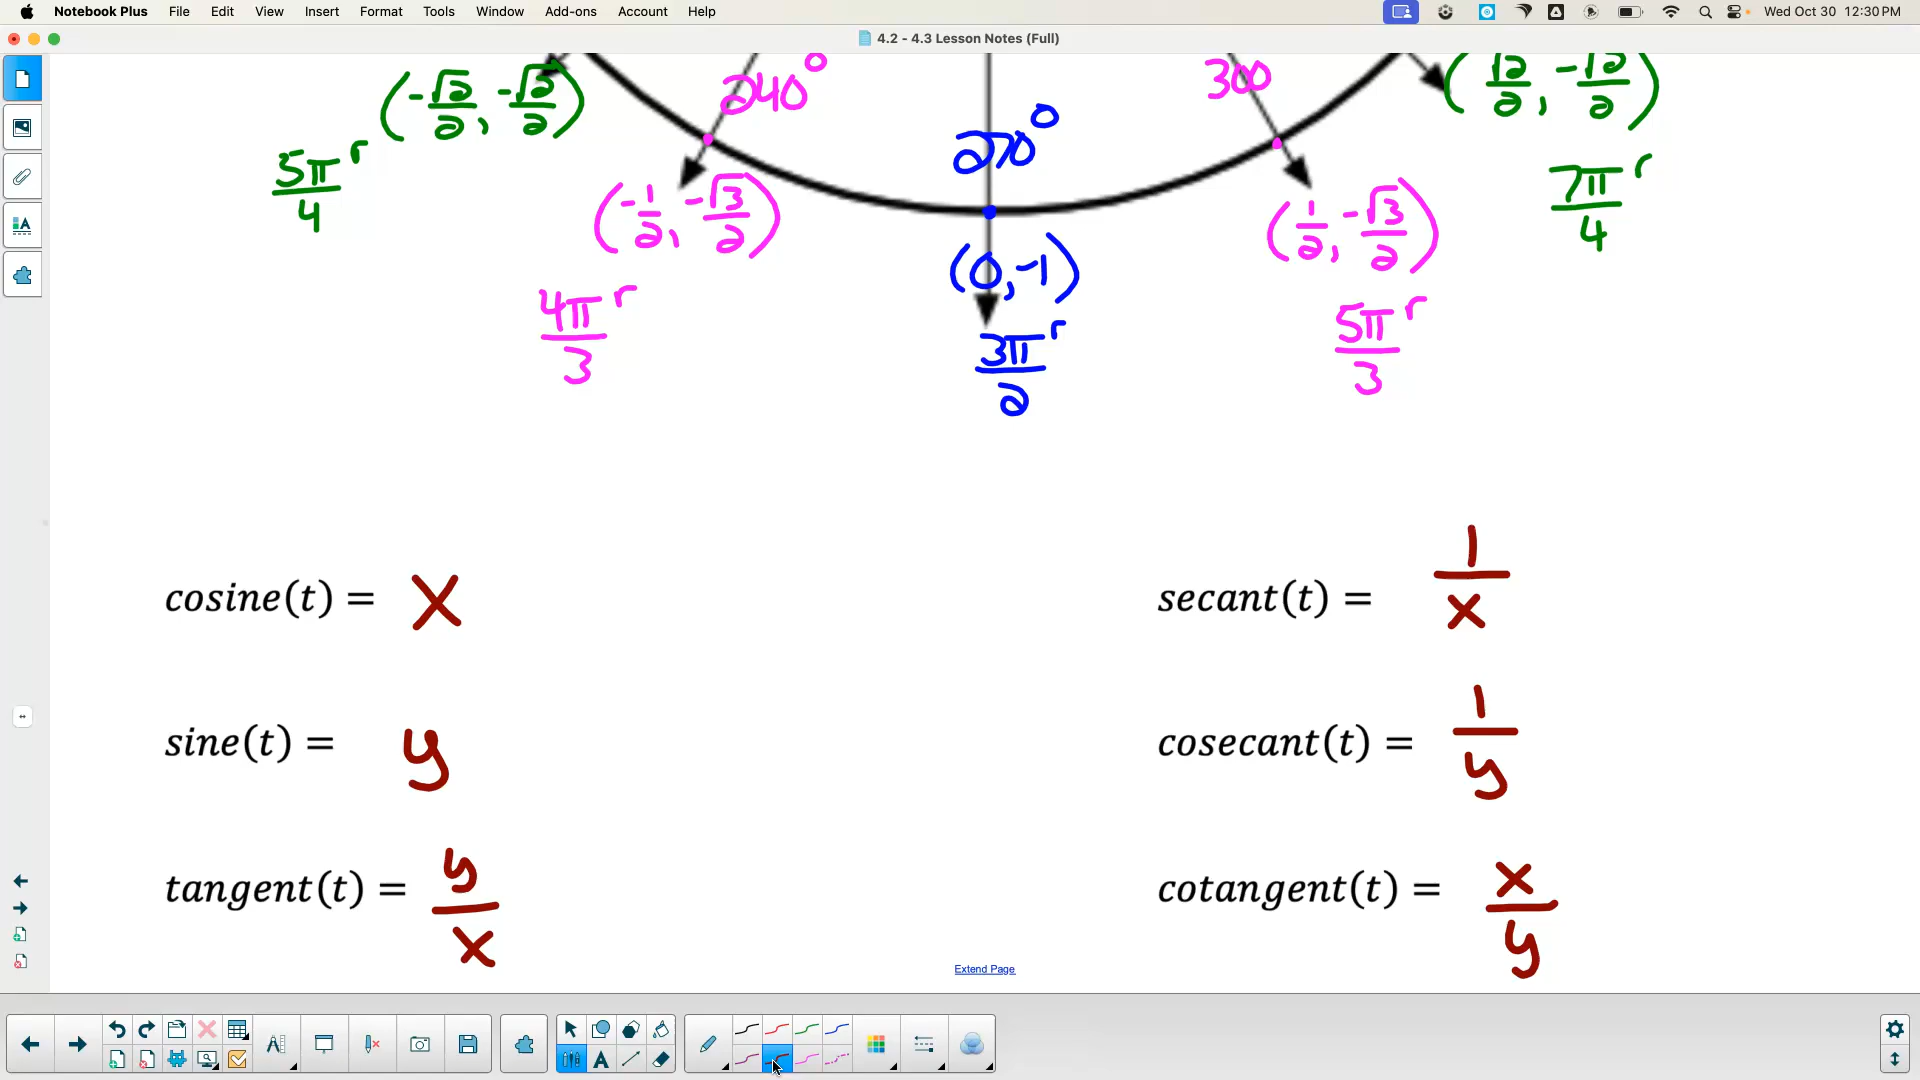 Notebook Plus File Edit View Insert Format Tools Window Add-ons Account Help Wed Oct 30 12:30 PM
4.2 - 4.3 Lesson Notes (Full)
(-√2/2, -√2/2)
240°
300
(√2/2, -√2/2)
270°
5π/4 r
7π/4 r
(-1/2, -√3/2)
(1/2, -√3/2)
(0, -1)
4π/3 r
5π/3 r
3π/2 r
cosine(t) = x
secant(t) = 1/x
sine(t) = y
cosecant(t) = 1/y
tangent(t) = y/x
cotangent(t) = x/y
Extend Page